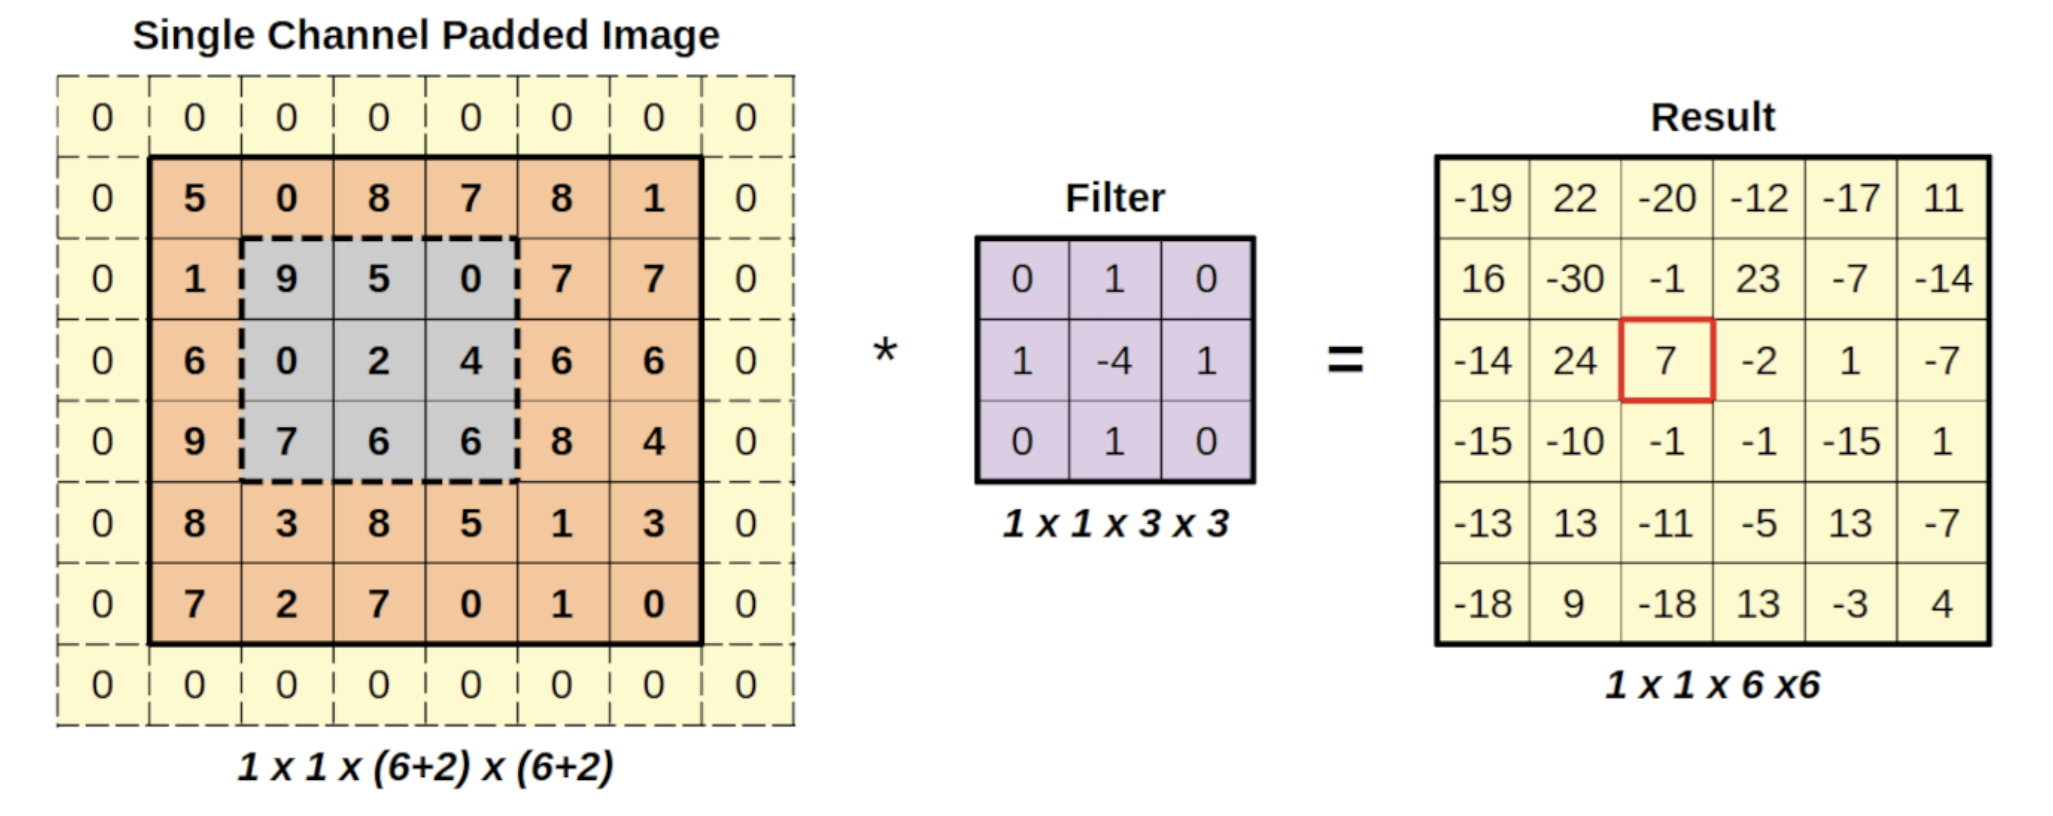 Single Channel Padded Image
0 0 0 0 0 0 0 0
0 5 0 8 7 8 1 0
0 1 9 5 0 7 7 0
0 6 0 2 4 6 6 0
0 9 7 6 6 8 4 0
0 8 3 8 5 1 3 0
0 7 2 7 0 1 0 0
0 0 0 0 0 0 0 0
1 x 1 x (6+2) x (6+2)
*
Filter
0 1 0
1 -4 1
0 1 0
1 x 1 x 3 x 3
=
Result
-19 22 -20 -12 -17 11
16 -30 -1 23 -7 -14
-14 24 7 -2 1 -7
-15 -10 -1 -1 -15 1
-13 13 -11 -5 13 -7
-18 9 -18 13 -3 4
1 x 1 x 6 x6